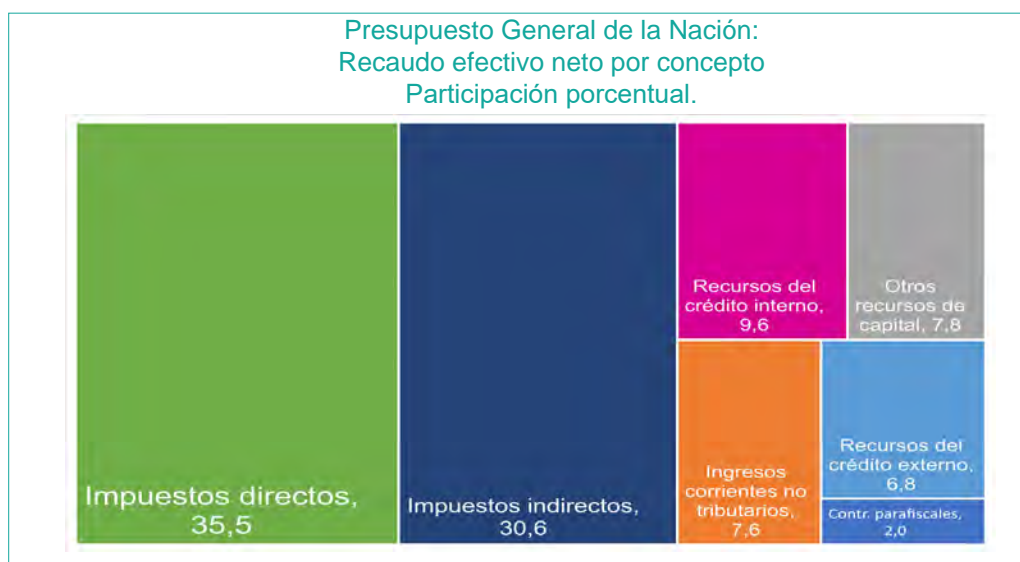 Presupuesto General de la Nación:
Recaudo efectivo neto por concepto
Participación porcentual.
Impuestos directos,
35,5
Impuestos indirectos,
30,6
Recursos del
crédito interno,
9,6
Otros
recursos de
capital, 7,8
Ingresos
corrientes no
tributarios,
7,6
Recursos del
crédito externo,
6,8
Contr. parafiscales,
2,0